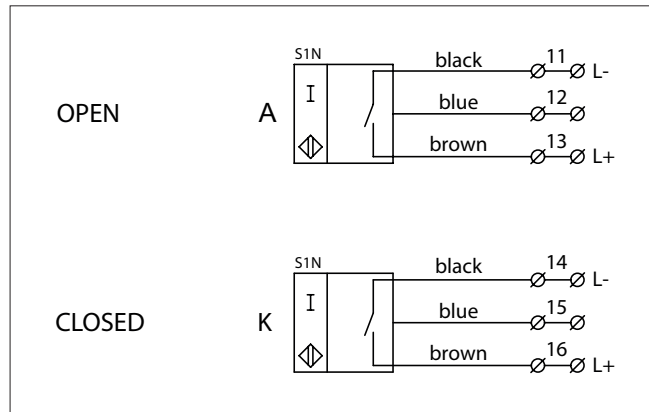 S1N
black 11 L-
I
OPEN A blue 12
brown 13 L+
S1N
black 14 L-
I
CLOSED K blue 15
brown 16 L+